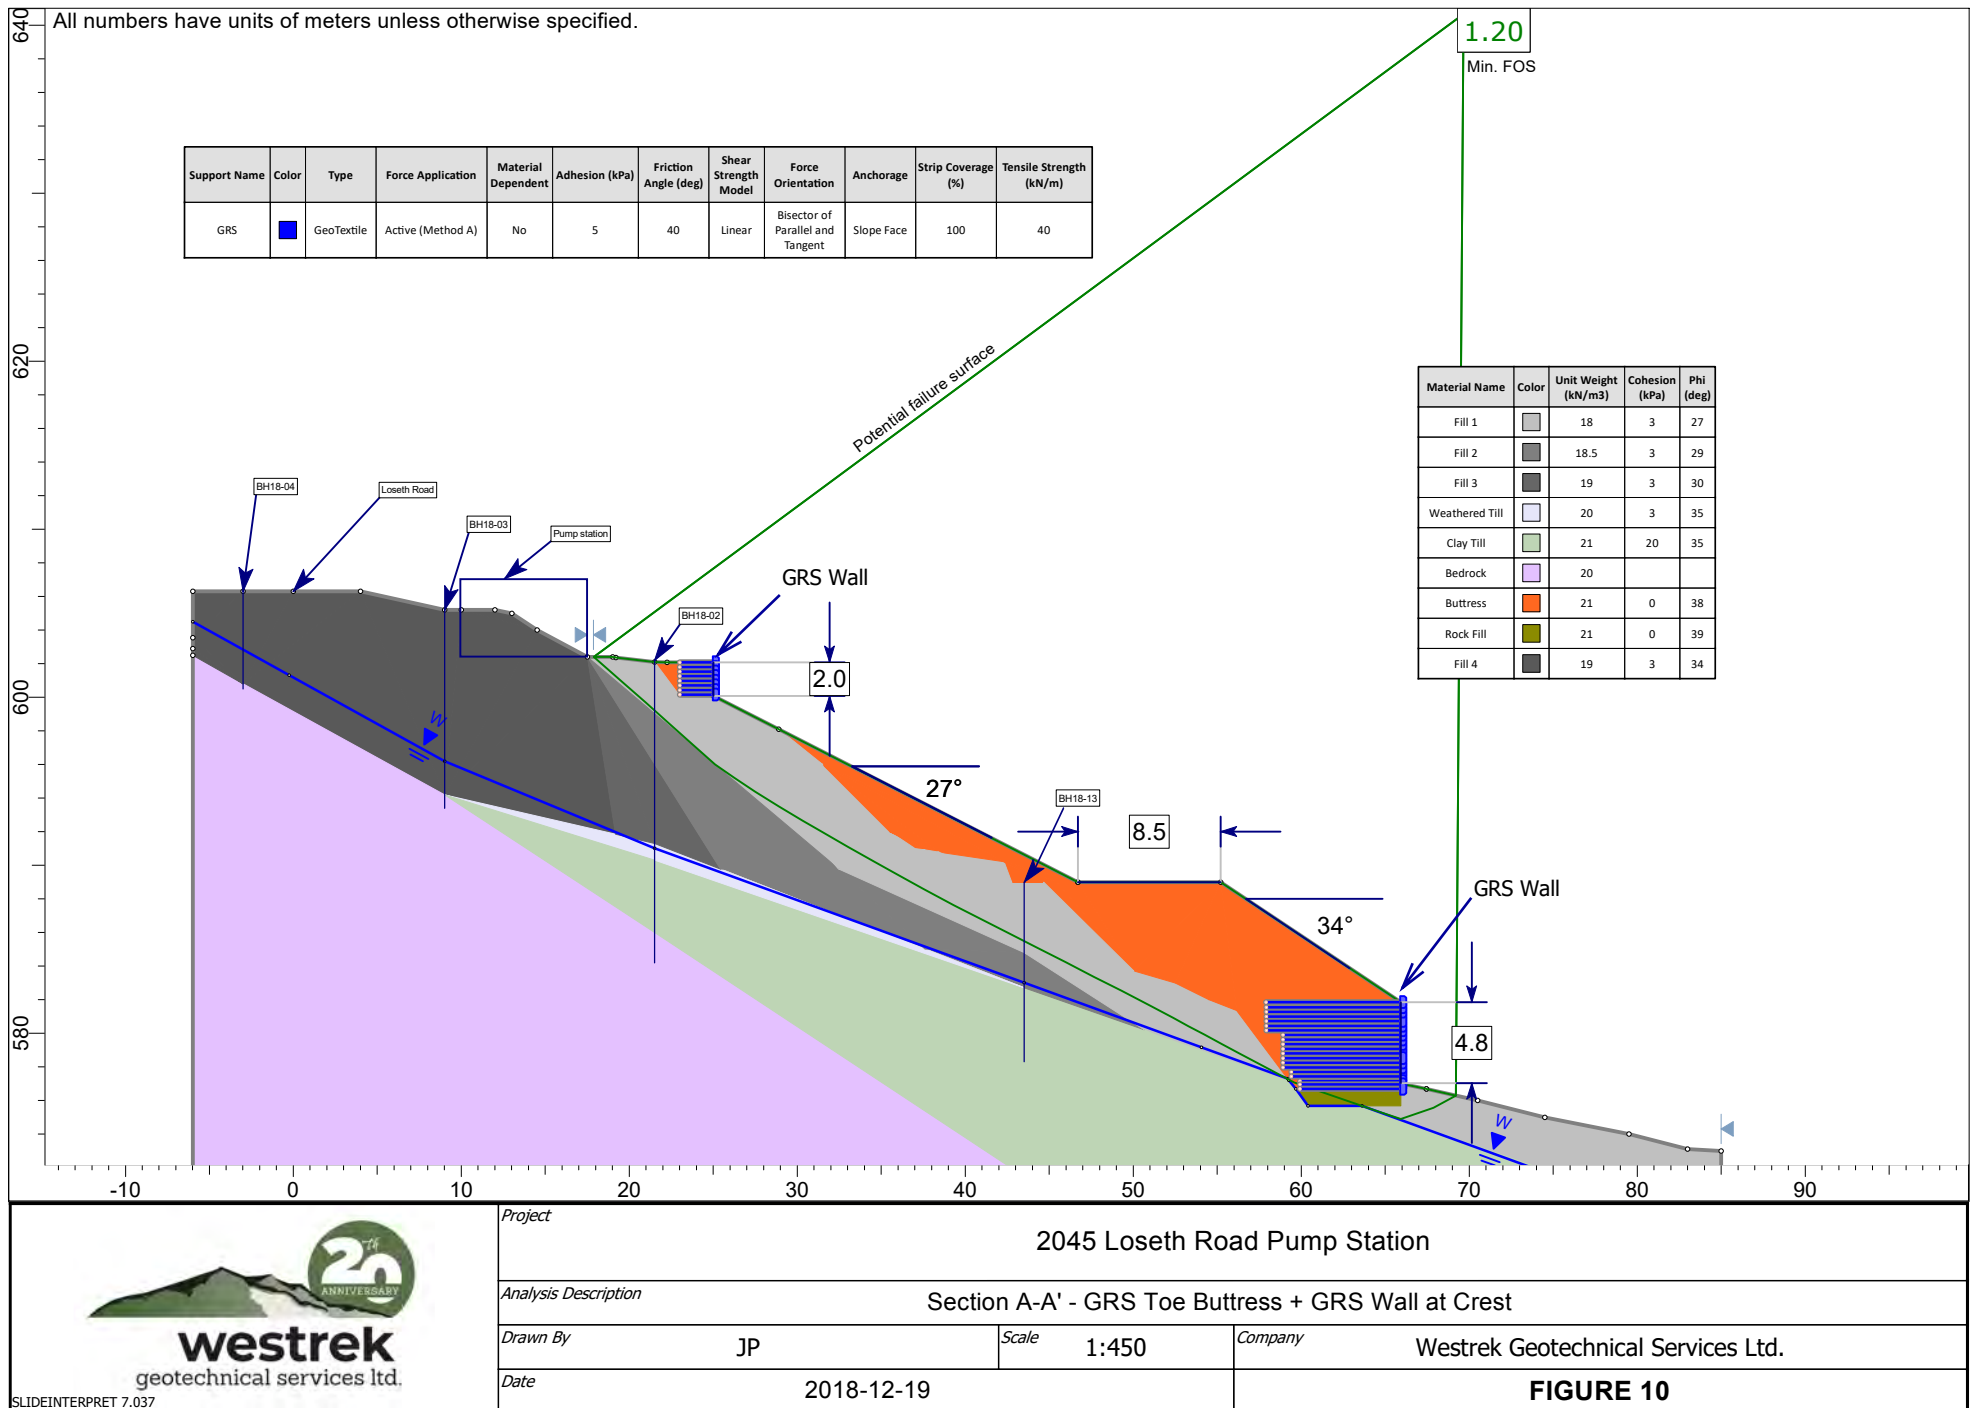 All numbers have units of meters unless otherwise specified.
640
620
600
580
1.20
Min. FOS
Support Name Color Type Force Application Material Dependent Adhesion (kPa) Friction Angle (deg) Shear Strength Model Force Orientation Anchorage Strip Coverage (%) Tensile Strength (kN/m)
GRS GeoTextile Active (Method A) No 5 40 Linear Bisector of Parallel and Tangent Slope Face 100 40
Potential failure surface
Material Name Color Unit Weight (kN/m3) Cohesion (kPa) Phi (deg)
Fill 1 18 3 27
Fill 2 18.5 3 29
Fill 3 19 3 30
Weathered Till 20 3 35
Clay Till 21 20 35
Bedrock 20
Buttress 21 0 38
Rock Fill 21 0 39
Fill 4 19 3 34
BH18-04
Loseth Road
BH18-03
Pump station
GRS Wall
BH18-02
2.0
W
27°
BH18-13
8.5
GRS Wall
34°
4.8
W
-10 0 10 20 30 40 50 60 70 80 90
20th
ANNIVERSARY
westrek
geotechnical services ltd.
SLIDEINTERPRET 7.037
Project
2045 Loseth Road Pump Station
Analysis Description
Section A-A' - GRS Toe Buttress + GRS Wall at Crest
Drawn By JP Scale 1:450 Company Westrek Geotechnical Services Ltd.
Date 2018-12-19 FIGURE 10